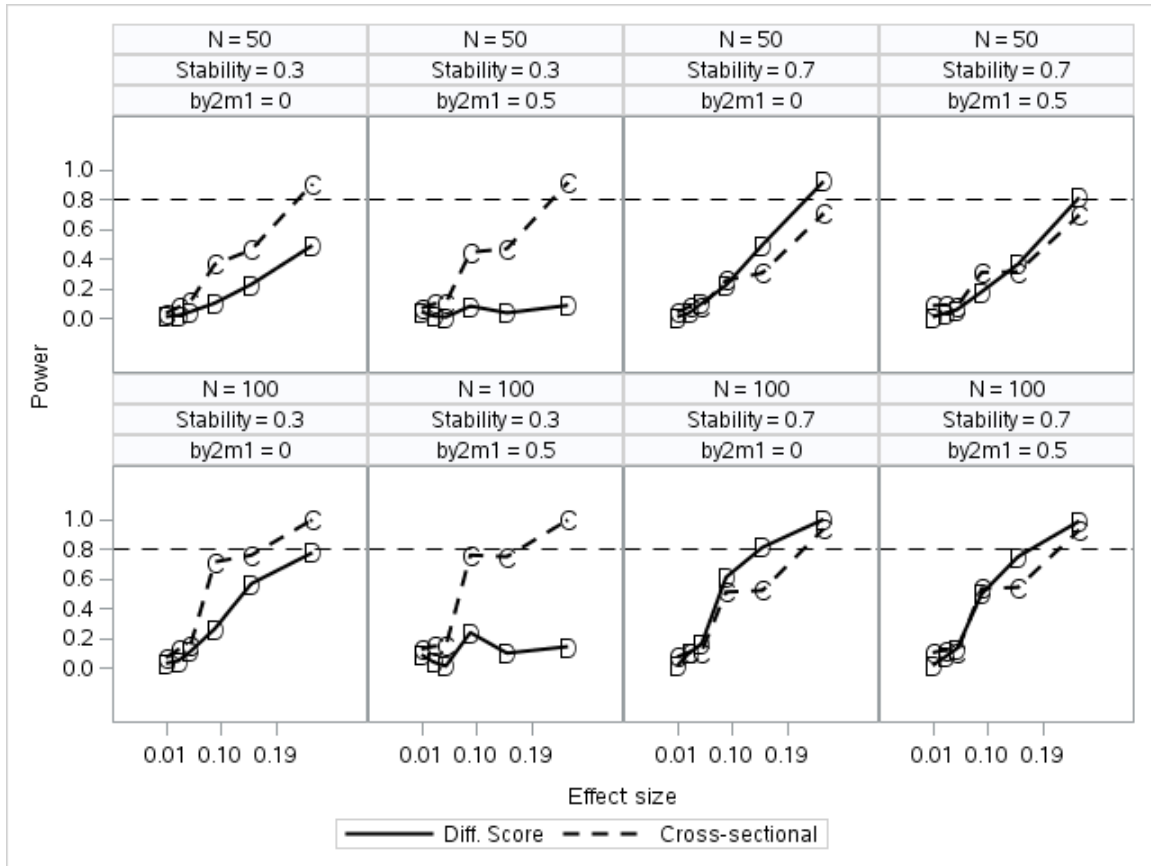 N = 50 N = 50 N = 50 N = 50
Stability = 0.3 Stability = 0.3 Stability = 0.7 Stability = 0.7
by2m1 = 0 by2m1 = 0.5 by2m1 = 0 by2m1 = 0.5
1.0
0.8
0.6
0.4
0.2
0.0
Power
N = 100 N = 100 N = 100 N = 100
Stability = 0.3 Stability = 0.3 Stability = 0.7 Stability = 0.7
by2m1 = 0 by2m1 = 0.5 by2m1 = 0 by2m1 = 0.5
1.0
0.8
0.6
0.4
0.2
0.0
0.01 0.10 0.19 0.01 0.10 0.19 0.01 0.10 0.19 0.01 0.10 0.19
Effect size
Diff. Score Cross-sectional